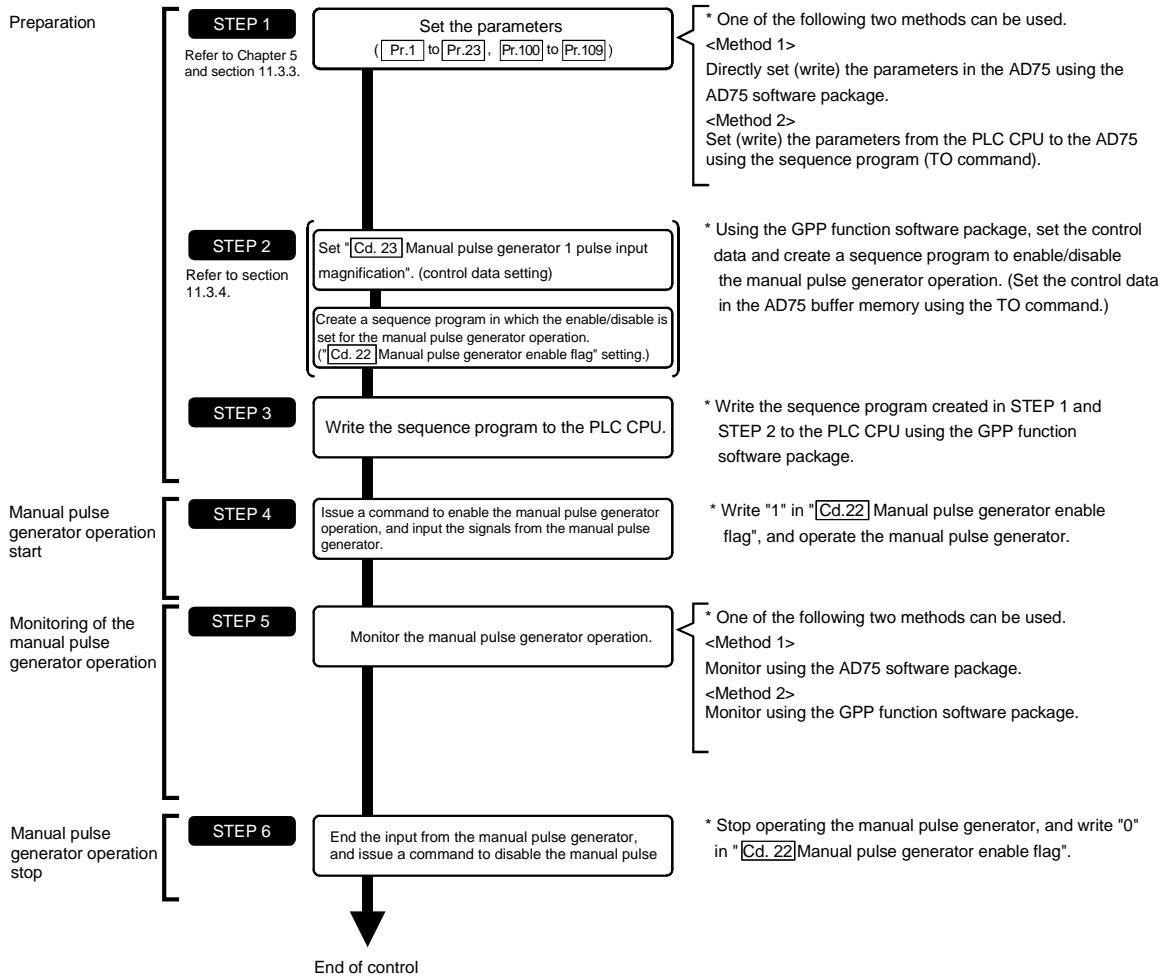 Preparation
STEP 1
Refer to Chapter 5
and section 11.3.3.
Set the parameters
( Pr.1 to Pr.23 , Pr.100 to Pr.109 )
* One of the following two methods can be used.
<Method 1>
Directly set (write) the parameters in the AD75 using the
AD75 software package.
<Method 2>
Set (write) the parameters from the PLC CPU to the AD75
using the sequence program (TO command).
STEP 2
Refer to section
11.3.4.
Set "Cd. 23 Manual pulse generator 1 pulse input
magnification". (control data setting)
Create a sequence program in which the enable/disable is
set for the manual pulse generator operation.
("Cd. 22 Manual pulse generator enable flag" setting.)
* Using the GPP function software package, set the control
data and create a sequence program to enable/disable
the manual pulse generator operation. (Set the control data
in the AD75 buffer memory using the TO command.)
STEP 3
Write the sequence program to the PLC CPU.
* Write the sequence program created in STEP 1 and
STEP 2 to the PLC CPU using the GPP function
software package.
Manual pulse
generator operation
start
STEP 4
Issue a command to enable the manual pulse generator
operation, and input the signals from the manual pulse
generator.
* Write "1" in "Cd.22 Manual pulse generator enable
flag", and operate the manual pulse generator.
Monitoring of the
manual pulse
generator operation
STEP 5
Monitor the manual pulse generator operation.
* One of the following two methods can be used.
<Method 1>
Monitor using the AD75 software package.
<Method 2>
Monitor using the GPP function software package.
Manual pulse
generator operation
stop
STEP 6
End the input from the manual pulse generator,
and issue a command to disable the manual pulse
* Stop operating the manual pulse generator, and write "0"
in " Cd. 22 Manual pulse generator enable flag".
End of control